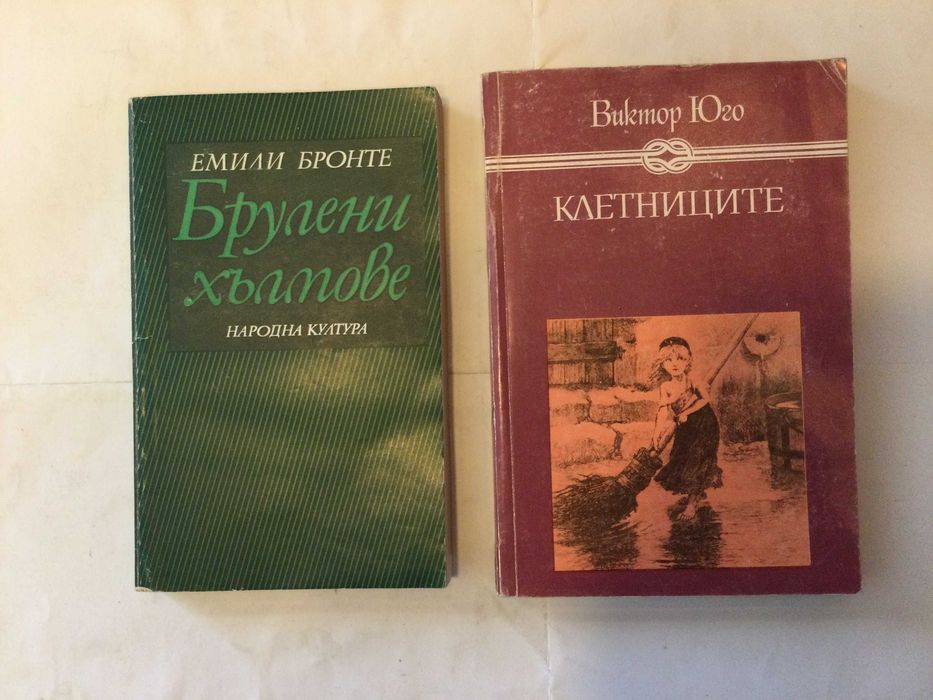 ЕМИЛИ БРОНТЕ
Брулени
хълмове
НАРОДНА КУЛТУРА
Виктор Юго
КЛЕТНИЦИТЕ